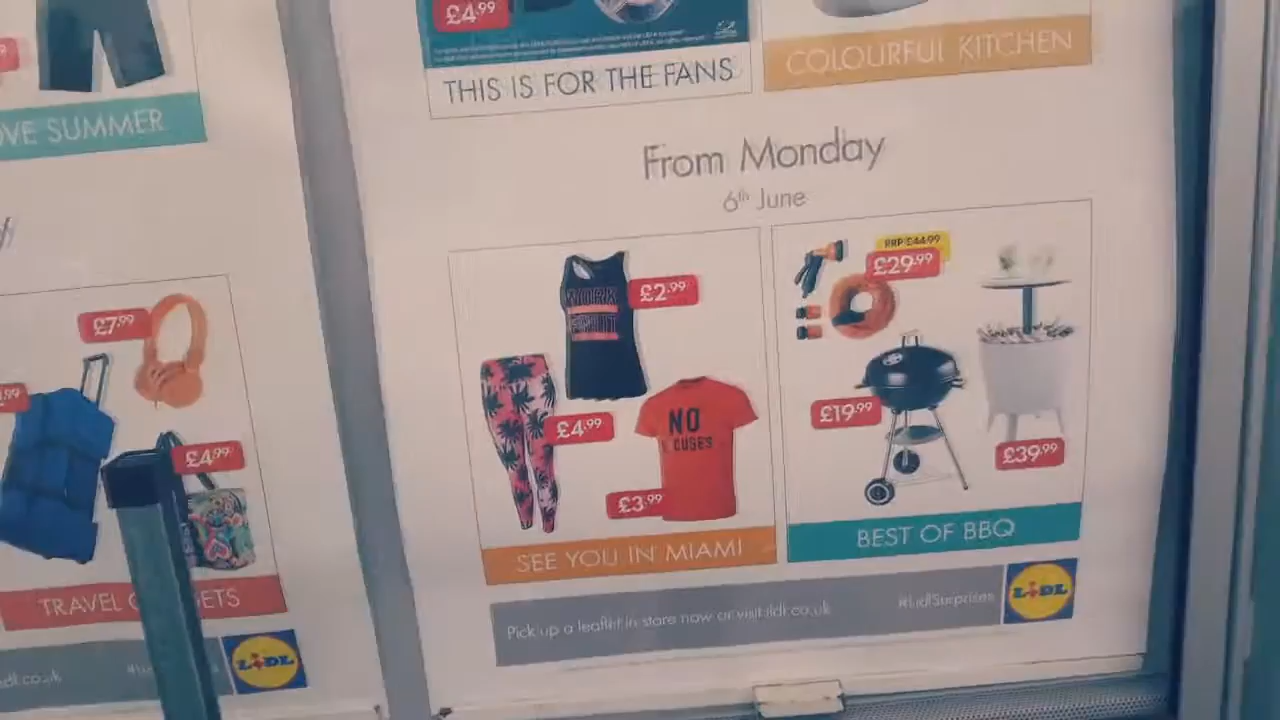 £4.99
THIS IS FOR THE FANS
COLOURFUL KITCHEN
OVE SUMMER
From Monday
6th June
£7.99
£4.99
TRAVEL G ETS
LIDL
WORK
£2.99
£4.99
NO
CUSES
£3.99
SEE YOU IN MIAMI
RRP £44.99
£29.99
£19.99
£39.99
BEST OF BBQ
Pick up a leaflet in store now or visit lidl.co.uk
#LidlSurprises
LIDL